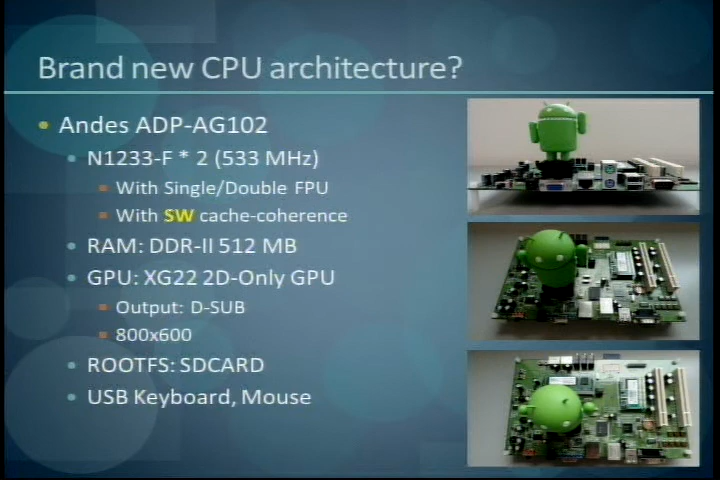 Brand new CPU architecture?
Andes ADP-AG102
N1233-F * 2 (533 MHz)
With Single/Double FPU
With SW cache-coherence
RAM: DDR-II 512 MB
GPU: XG22 2D-Only GPU
Output: D-SUB
800x600
ROOTFS: SDCARD
USB Keyboard, Mouse